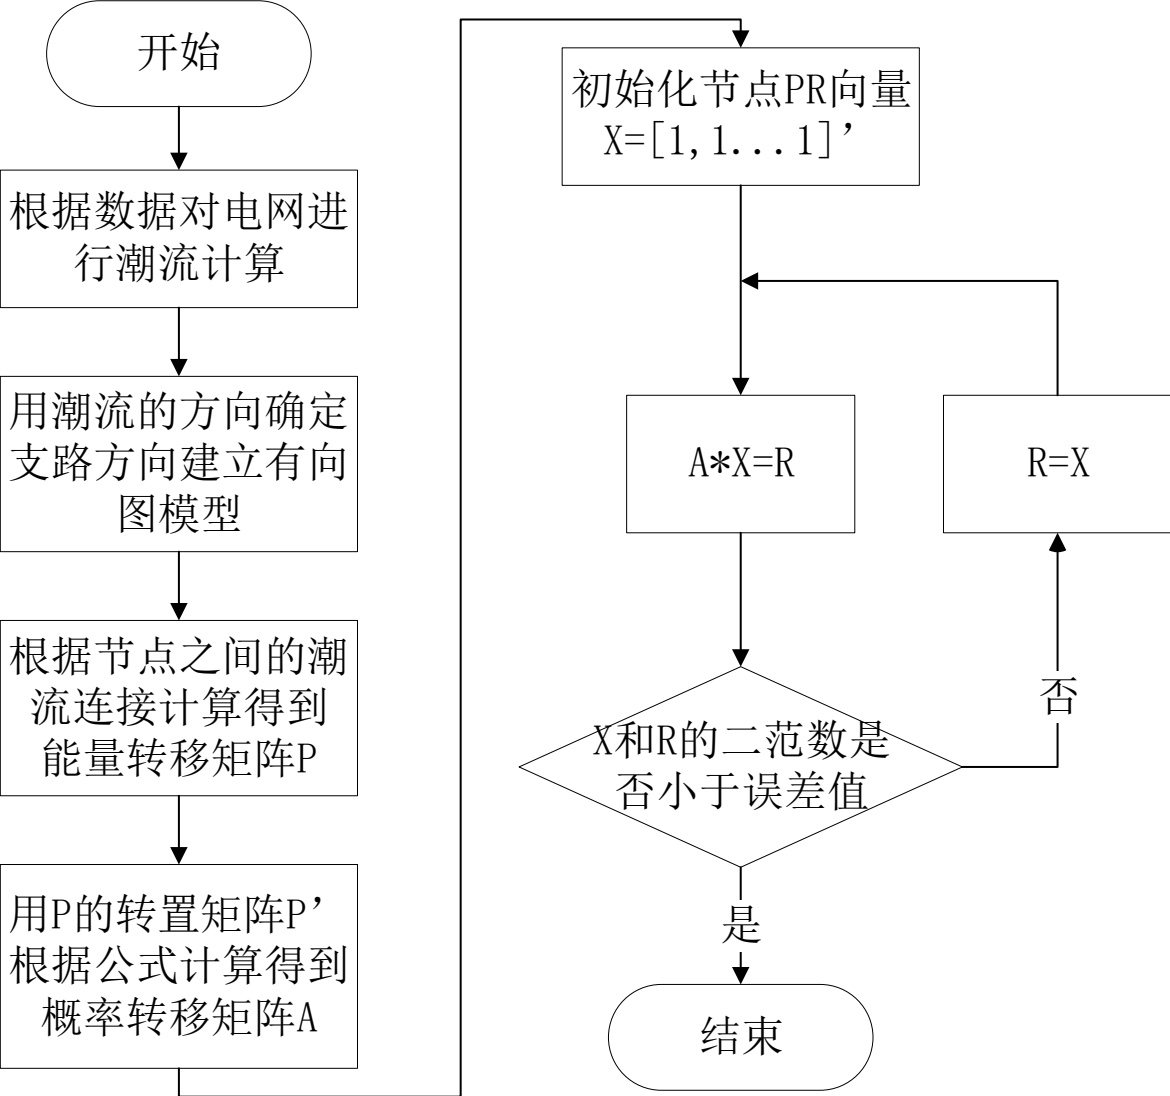 开始
根据数据对电网进
行潮流计算
用潮流的方向确定
支路方向建立有向
图模型
根据节点之间的潮
流连接计算得到
能量转移矩阵P
用P的转置矩阵P’
根据公式计算得到
概率转移矩阵A
初始化节点PR向量
X=[1,1...1]’
A*X=R
R=X
X和R的二范数是
否小于误差值
否
是
结束